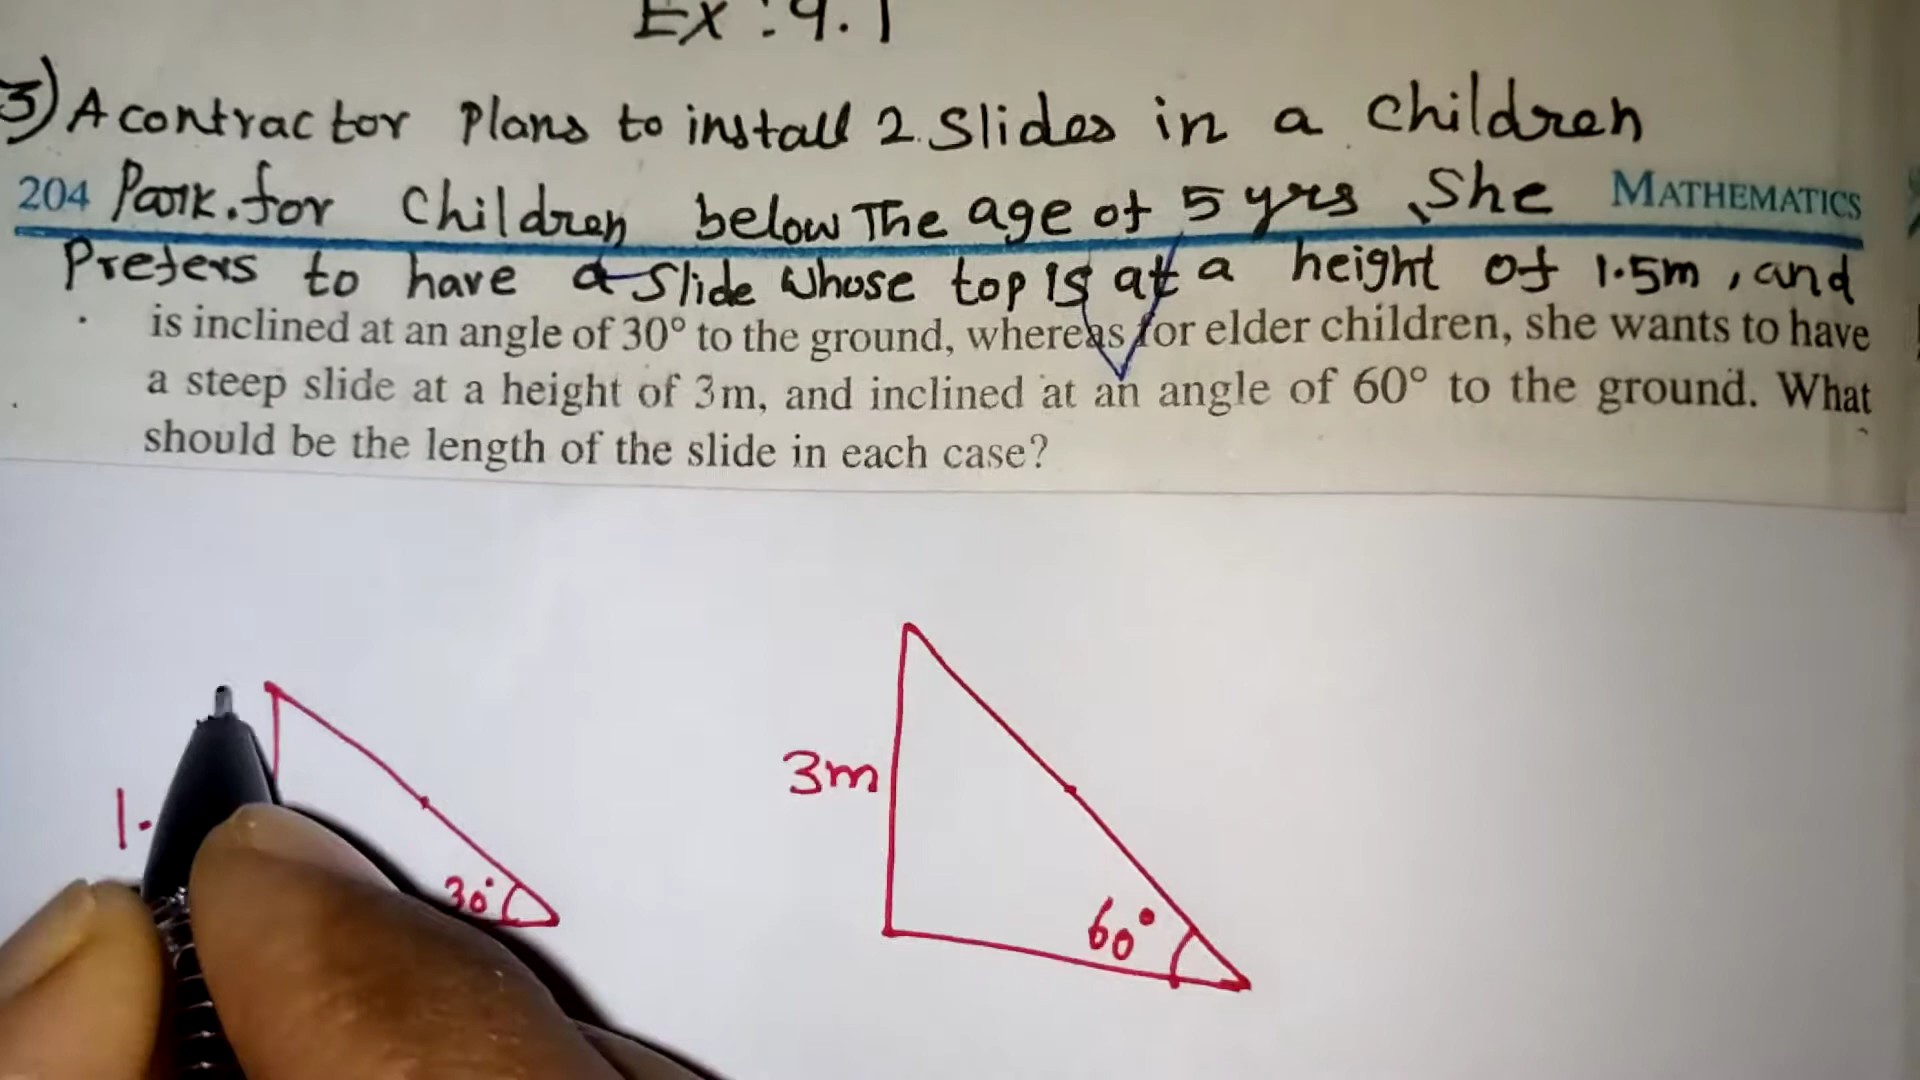 Ex : 9.1
3) A contractor Plans to install 2 Slides in a children
204 Park. for Children below The age of 5 yrs, She MATHEMATICS
Prefers to have a Slide whose top is at a height of 1.5m, and
is inclined at an angle of 30° to the ground, whereas for elder children, she wants to have
a steep slide at a height of 3m, and inclined at an angle of 60° to the ground. What
should be the length of the slide in each case?
3m
1.
30°
60°